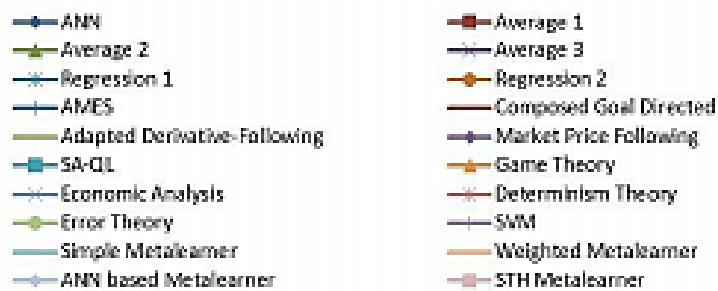 ANN Average 1
Average 2 Average 3
Regression 1 Regression 2
AMES Composed Goal Directed
Adapted Derivative-Following Market Price Following
SA-QL Game Theory
Economic Analysis Determinism Theory
Error Theory SVM
Simple Metalearner Weighted Metalearner
ANN based Metalearner STH Metalearner